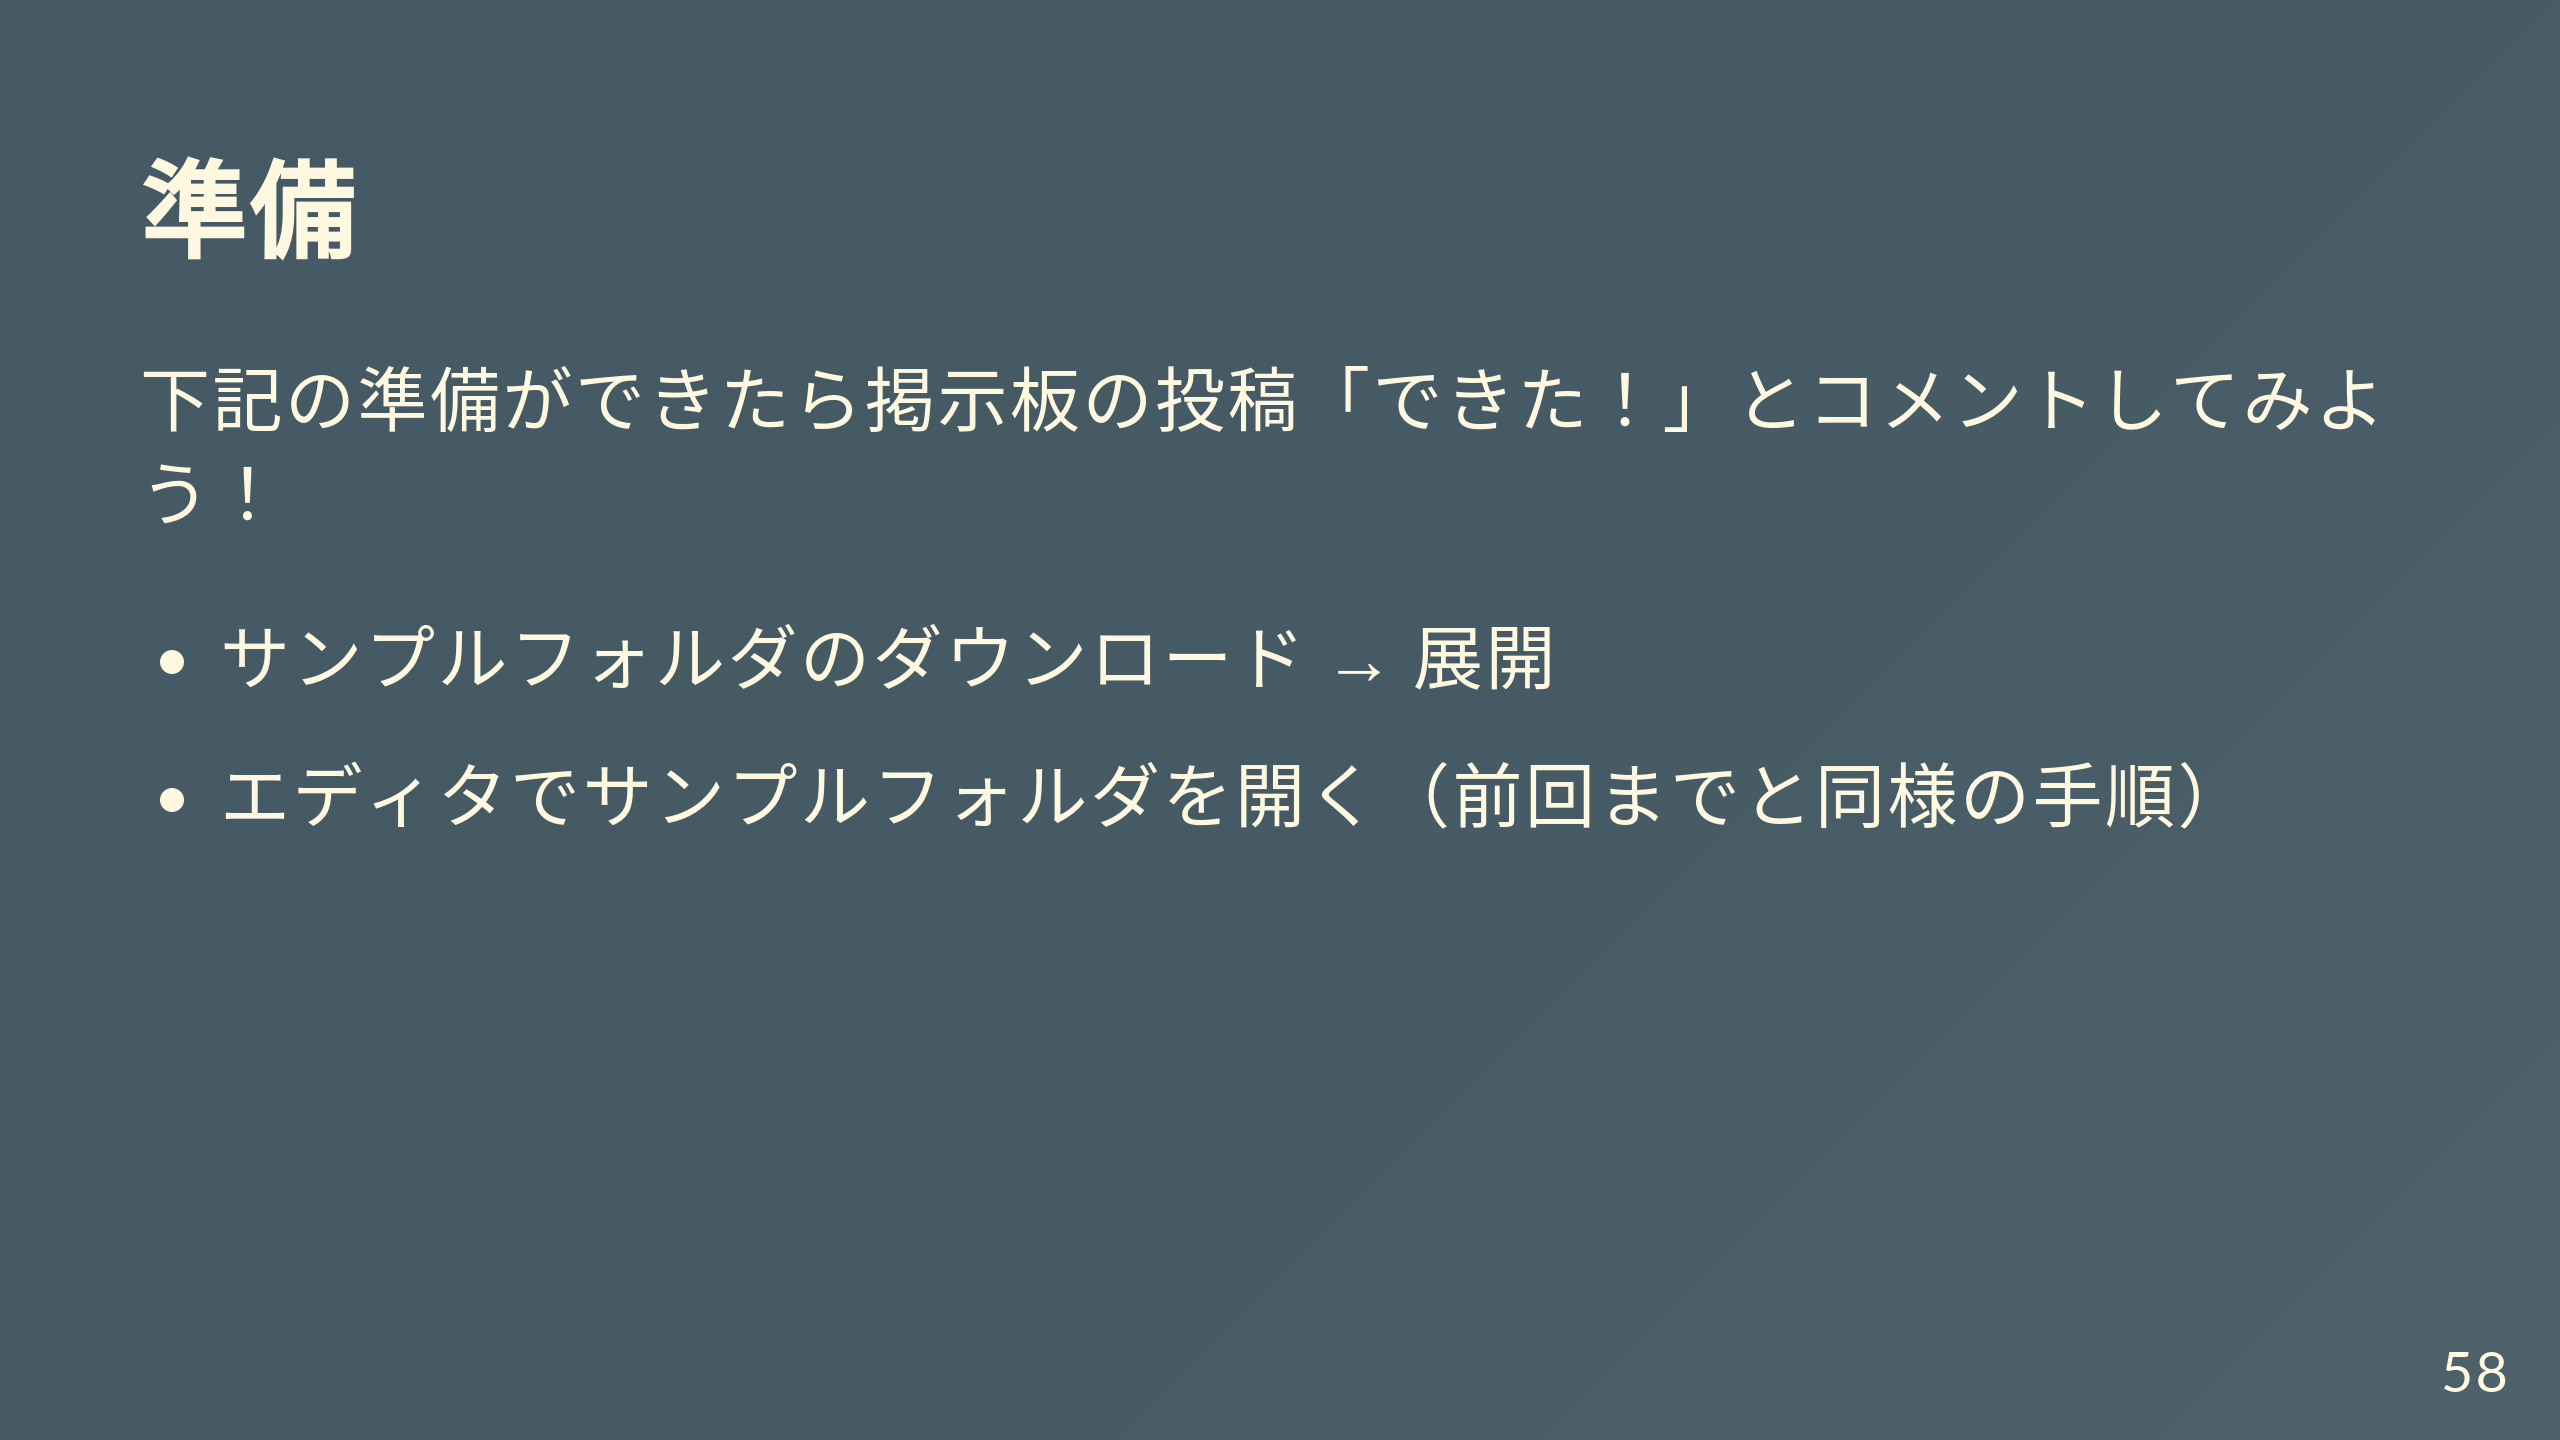 準備
下記の準備ができたら掲示板の投稿「できた！」とコメントしてみよ
う！
• サンプルフォルダのダウンロード → 展開
• エディタでサンプルフォルダを開く（前回までと同様の手順）
58